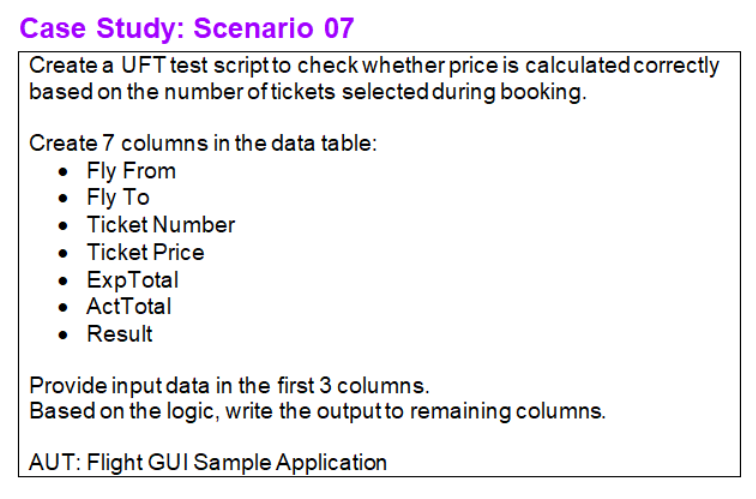 Case Study: Scenario 07
Create a UFT test script to check whether price is calculated correctly
based on the number of tickets selected during booking.
Create 7 columns in the data table:
• Fly From
• Fly To
• Ticket Number
• Ticket Price
• ExpTotal
• ActTotal
• Result
Provide input data in the first 3 columns.
Based on the logic, write the output to remaining columns.
AUT: Flight GUI Sample Application